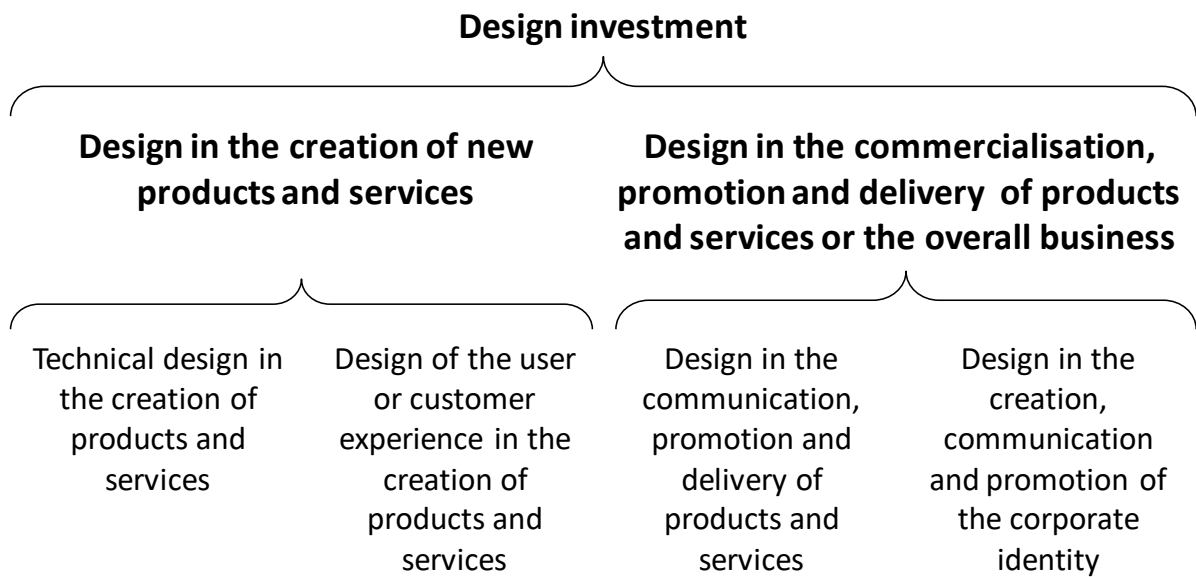 Design investment
Design in the creation of new
products and services
Design in the commercialisation,
promotion and delivery of products
and services or the overall business
Technical design in
the creation of
products and
services
Design of the user
or customer
experience in the
creation of
products and
services
Design in the
communication,
promotion and
delivery of
products and
services
Design in the
creation,
communication
and promotion of
the corporate
identity